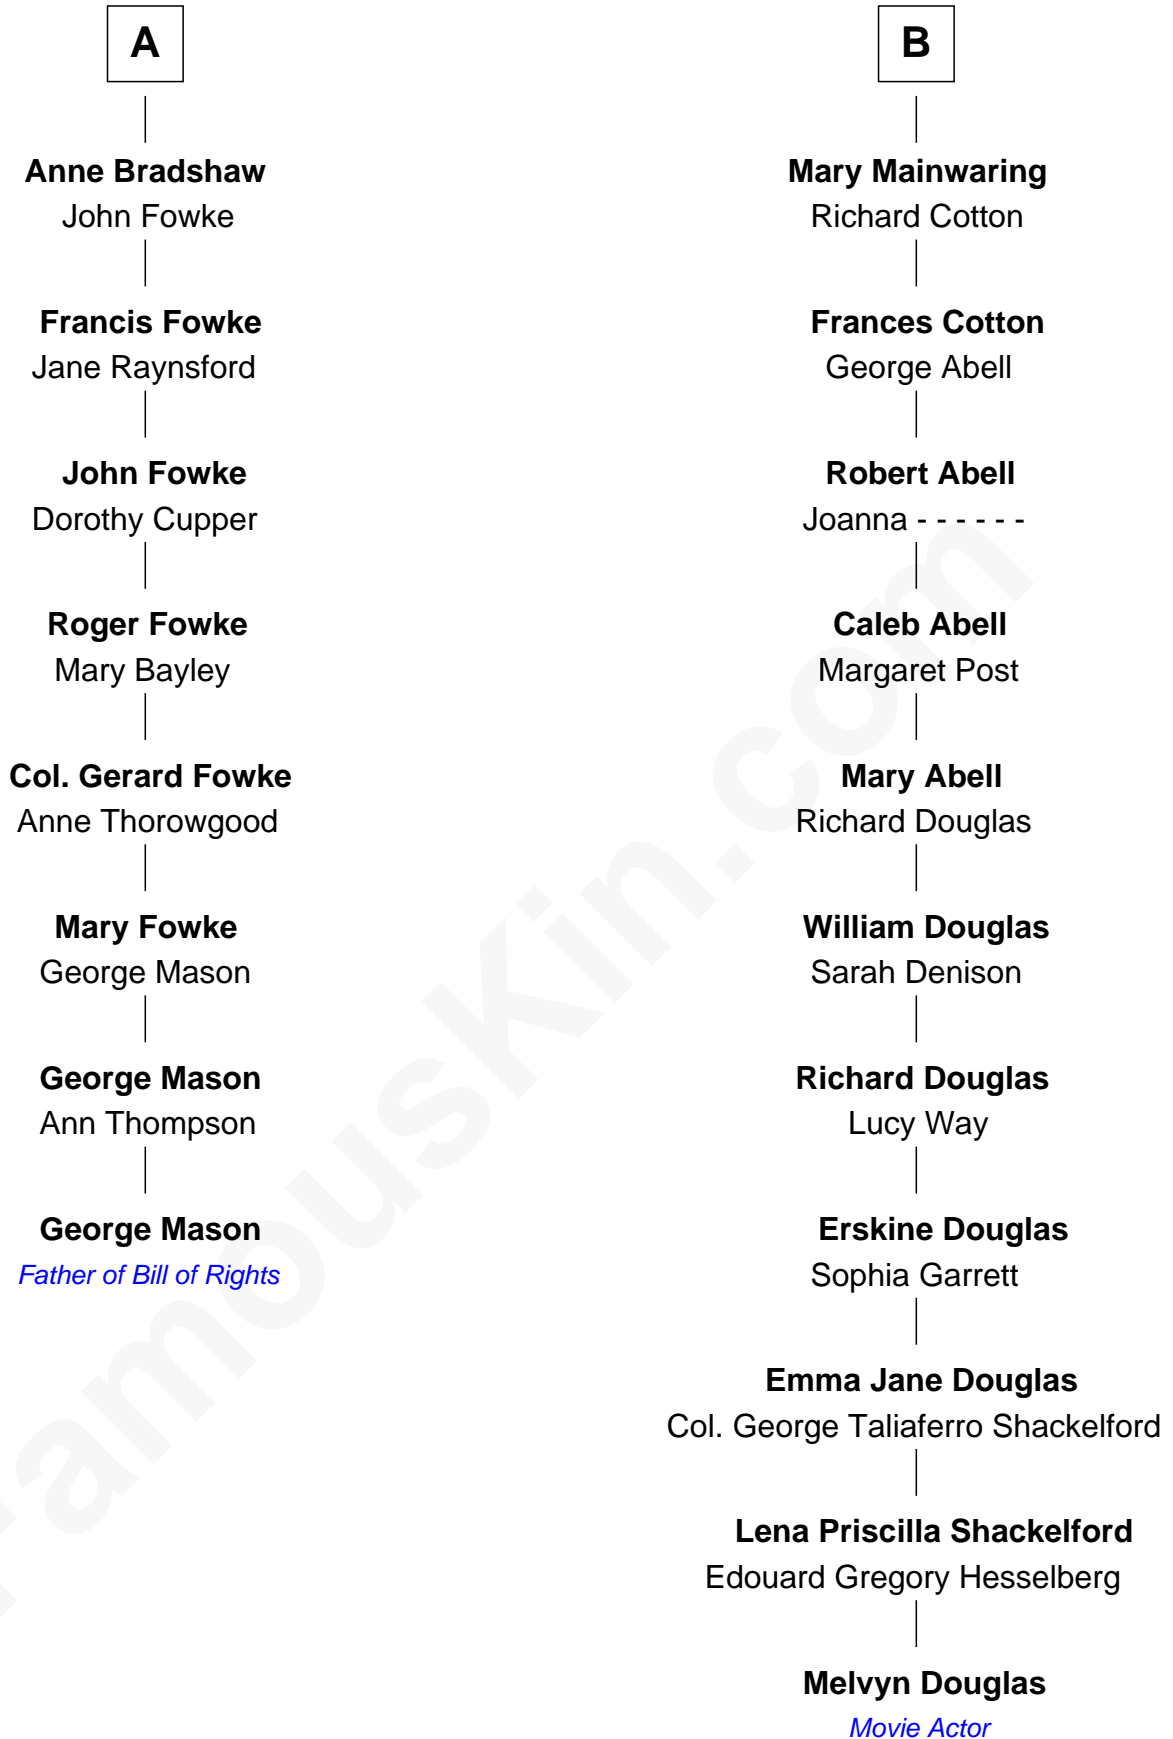 A
Anne Bradshaw
John Fowke
Francis Fowke
Jane Raynsford
John Fowke
Dorothy Cupper
Roger Fowke
Mary Bayley
Col. Gerard Fowke
Anne Thorowgood
Mary Fowke
George Mason
George Mason
Ann Thompson
George Mason
Father of Bill of Rights
B
Mary Mainwaring
Richard Cotton
Frances Cotton
George Abell
Robert Abell
Joanna - - - - - -
Caleb Abell
Margaret Post
Mary Abell
Richard Douglas
William Douglas
Sarah Denison
Richard Douglas
Lucy Way
Erskine Douglas
Sophia Garrett
Emma Jane Douglas
Col. George Taliaferro Shackelford
Lena Priscilla Shackelford
Edouard Gregory Hesselberg
Melvyn Douglas
Movie Actor
FamousKin.com